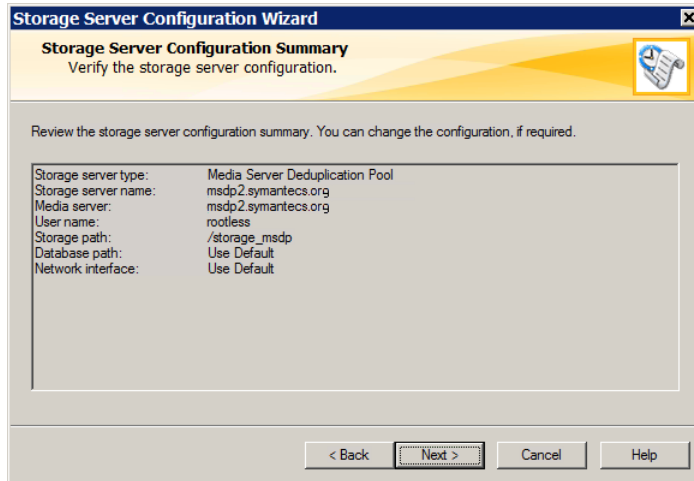 Storage Server Configuration Wizard
Storage Server Configuration Summary
Verify the storage server configuration.
Review the storage server configuration summary. You can change the configuration, if required.
Storage server type: Media Server Deduplication Pool
Storage server name: msdp2.symantecs.org
Media server: msdp2.symantecs.org
User name: rootless
Storage path: /storage_msdp
Database path: Use Default
Network interface: Use Default
< Back Next > Cancel Help